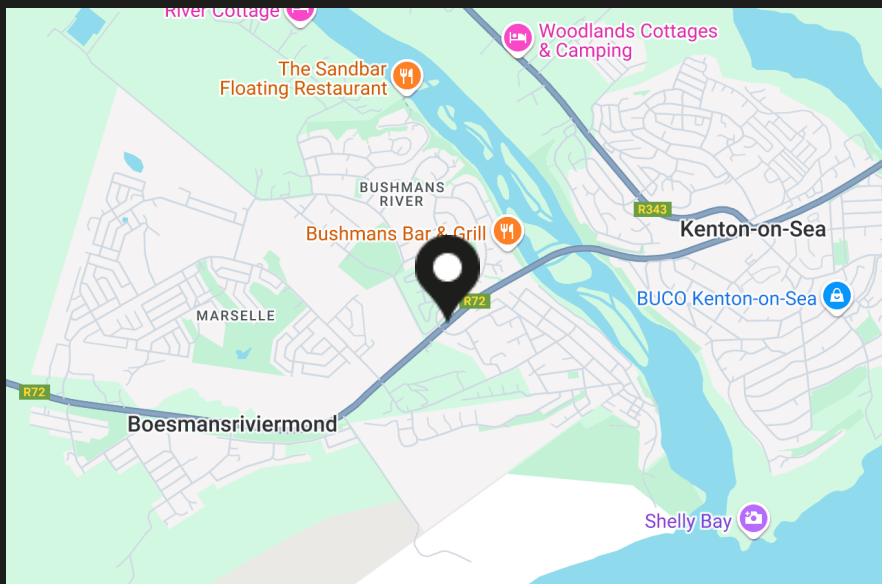 River Cottage
Woodlands Cottages
& Camping
The Sandbar
Floating Restaurant
BUSHMANS
RIVER
R343
Kenton-on-Sea
Bushmans Bar & Grill
R72
BUCO Kenton-on-Sea
MARSELLE
R72
Boesmansriviermond
Shelly Bay